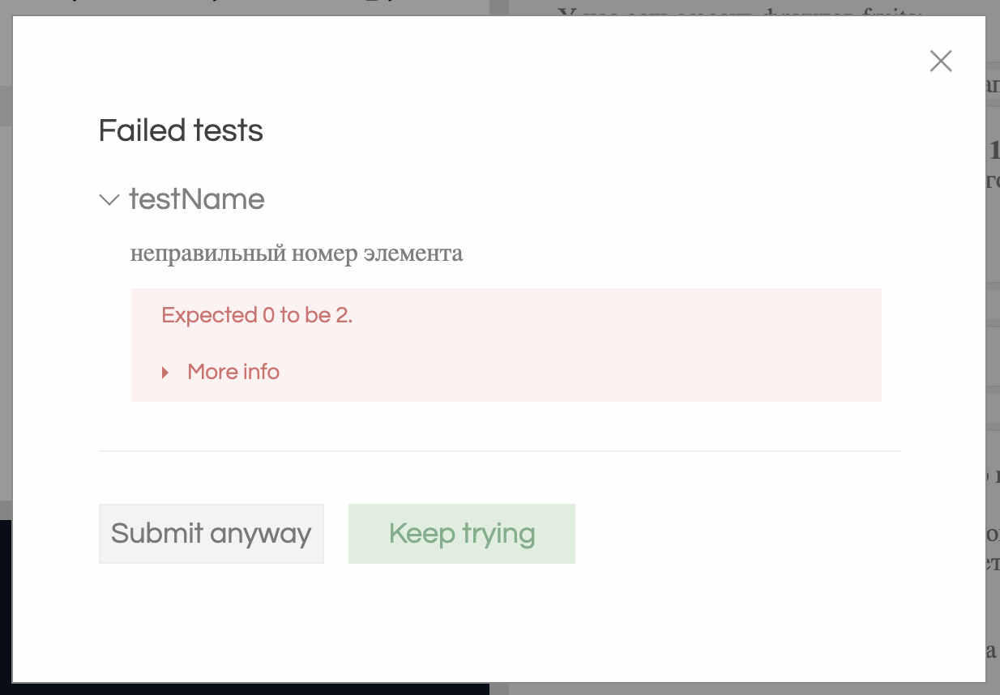 Failed tests
testName
неправильный номер элемента
Expected 0 to be 2.
More info
Submit anyway
Keep trying